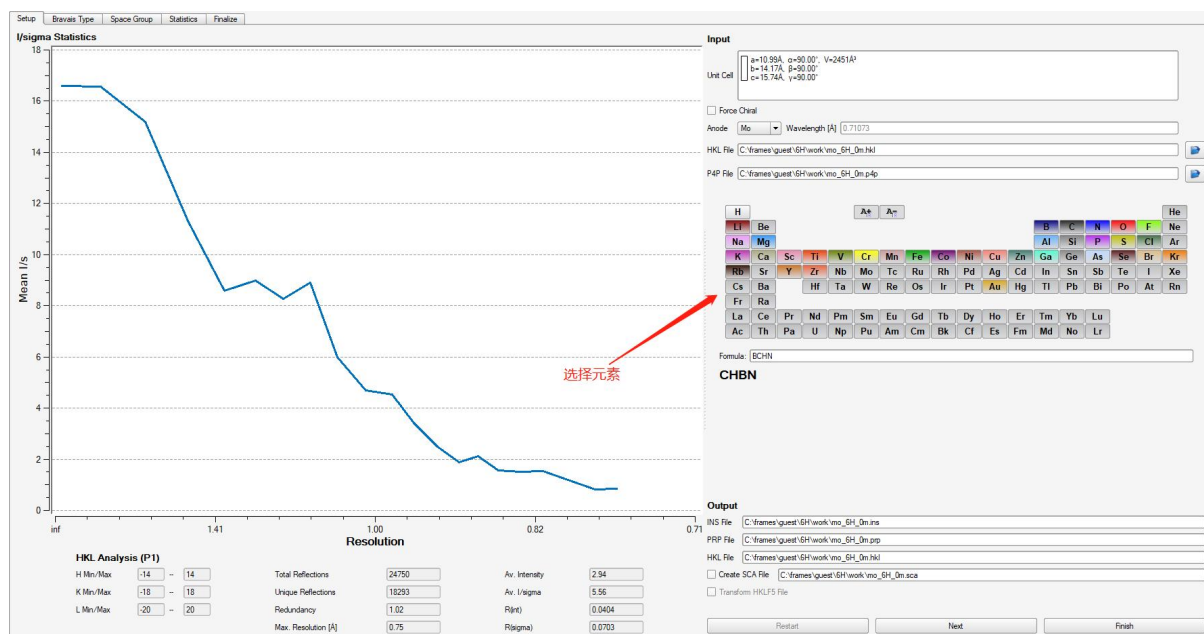 Setup Bravais Type Space Group Statistics Finalize
I/sigma Statistics
18
16
14
12
10
8
6
4
2
0
Mean I/s
inf 1.41 1.00 0.82 0.71
Resolution
HKL Analysis (P1)
H Min/Max -14 -- 14 Total Reflections 24750 Av. Intensity 2.94
K Min/Max -18 -- 18 Unique Reflections 18293 Av. I/sigma 5.56
L Min/Max -20 -- 20 Redundancy 1.02 R(int) 0.0404
Max. Resolution [Å] 0.75 R(sigma) 0.0703
Input
a=10.99Å, α=90.00°, V=2451Å³
Unit Cell b=14.17Å, β=90.00°
c=15.74Å, γ=90.00°
Force Chiral
Anode Mo Wavelength [Å] 0.71073
HKL File C:\frames\guest\6H\work\mo_6H_0m.hkl
P4P File C:\frames\guest\6H\work\mo_6H_0m.p4p
H A+ A- He
Li Be B C N O F Ne
Na Mg Al Si P S Cl Ar
K Ca Sc Ti V Cr Mn Fe Co Ni Cu Zn Ga Ge As Se Br Kr
Rb Sr Y Zr Nb Mo Tc Ru Rh Pd Ag Cd In Sn Sb Te I Xe
Cs Ba Hf Ta W Re Os Ir Pt Au Hg Tl Pb Bi Po At Rn
Fr Ra
La Ce Pr Nd Pm Sm Eu Gd Tb Dy Ho Er Tm Yb Lu
Ac Th Pa U Np Pu Am Cm Bk Cf Es Fm Md No Lr
选择元素
Formula: BCHN
CHBN
Output
INS File C:\frames\guest\6H\work\mo_6H_0m.ins
PRP File C:\frames\guest\6H\work\mo_6H_0m.prp
HKL File C:\frames\guest\6H\work\mo_6H_0m.hkl
Create SCA File C:\frames\guest\6H\work\mo_6H_0m.sca
Transform HKLF5 File
Restart Next Finish